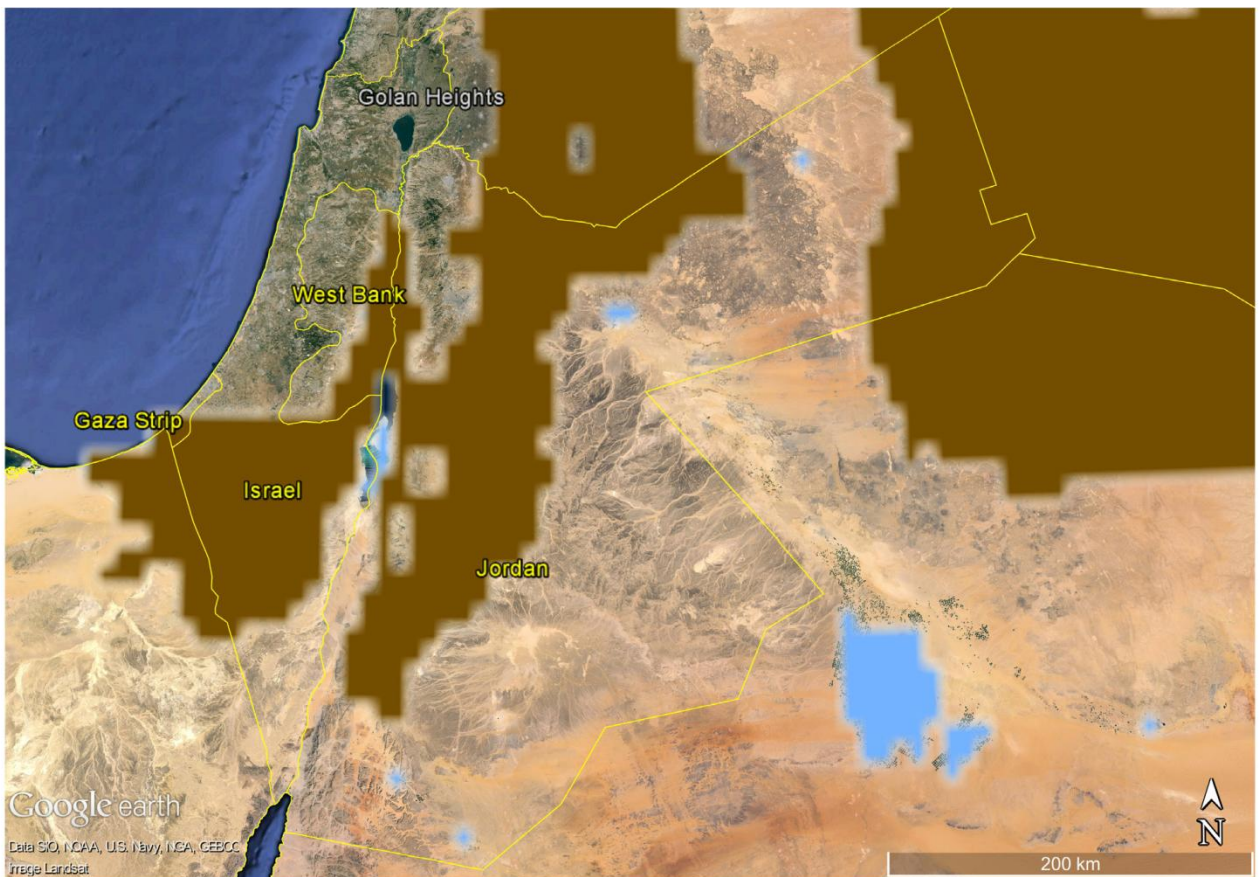 Golan Heights
West Bank
Gaza Strip
Israel
Jordan
Google earth
Data SIO, NOAA, U.S. Navy, NGA, GEBCO
Image Landsat
N
200 km